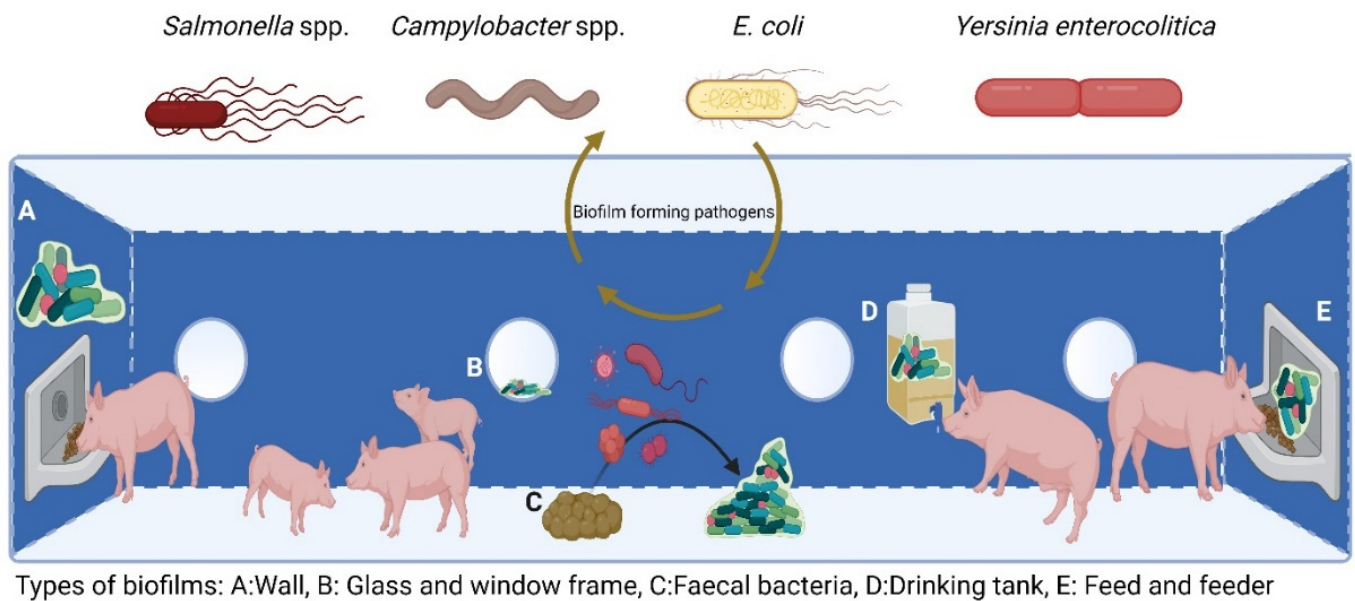 Salmonella spp. Campylobacter spp. E. coli Yersinia enterocolitica
Biofilm forming pathogens
A
B
C
D
E
Types of biofilms: A:Wall, B: Glass and window frame, C:Faecal bacteria, D:Drinking tank, E: Feed and feeder